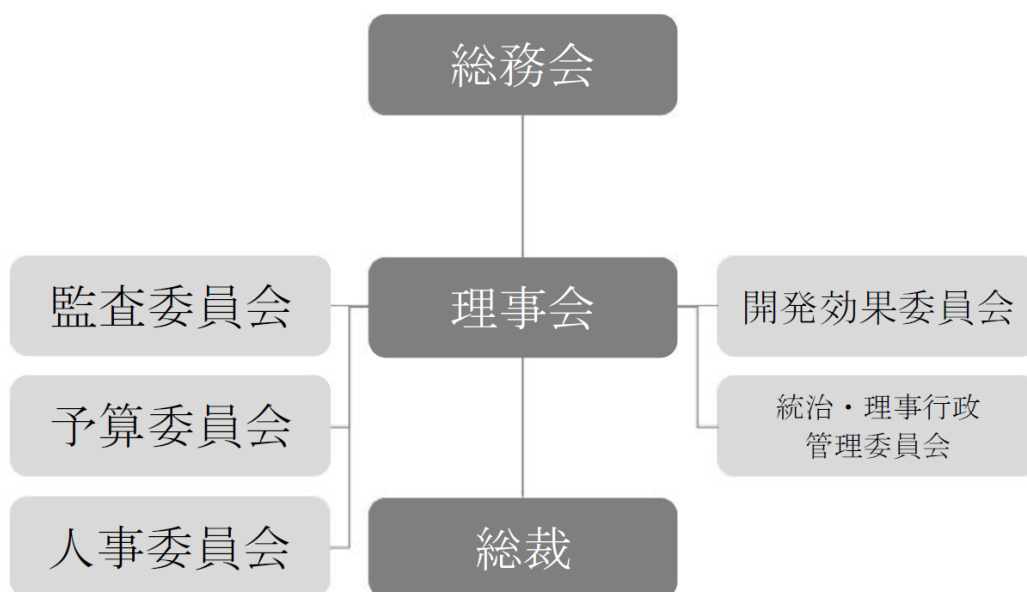 総務会
監査委員会
理事会
開発効果委員会
予算委員会
統治・理事行政
管理委員会
人事委員会
総裁